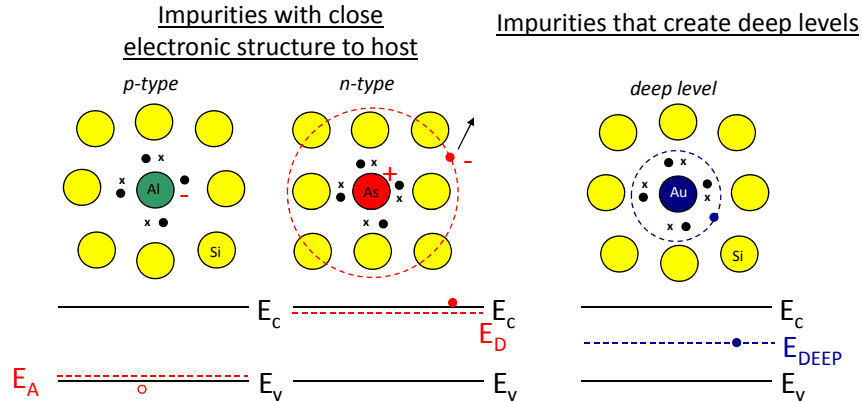 Impurities with close
electronic structure to host
Impurities that create deep levels
p-type
n-type
deep level
x
x
x
Al
-
x
Si
x
x
x
+
As
-
x
x
x
x
Au
x
Si
E_c
E_A
E_v
E_c
E_D
E_v
E_c
E_DEEP
E_v